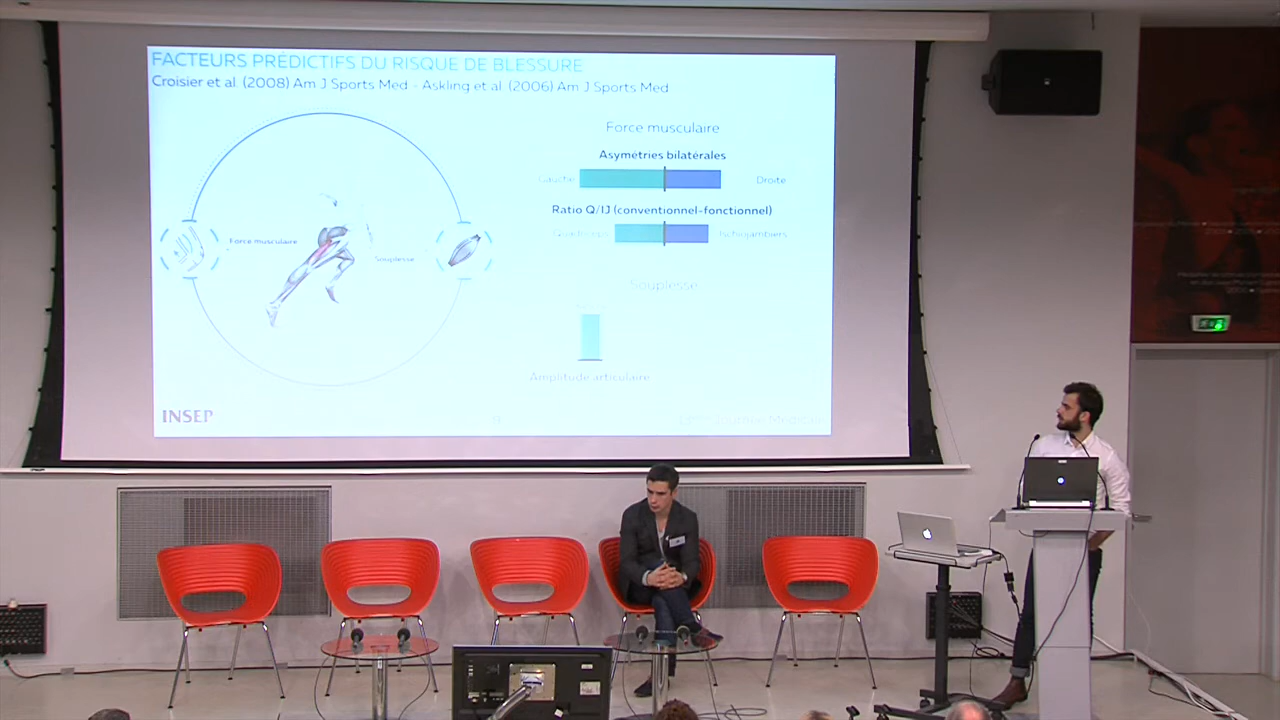 FACTEURS PRÉDICTIFS DU RISQUE DE BLESSURE
Croisier et al. (2008) Am J Sports Med - Askling et al. (2006) Am J Sports Med
Force musculaire
Souplesse
Force musculaire
Asymétries bilatérales
Gauche
Droite
Ratio Q/IJ (conventionnel-fonctionnel)
Quadriceps
Ischiojambiers
Souplesse
Amplitude articulaire
INSEP
Journée Médicale